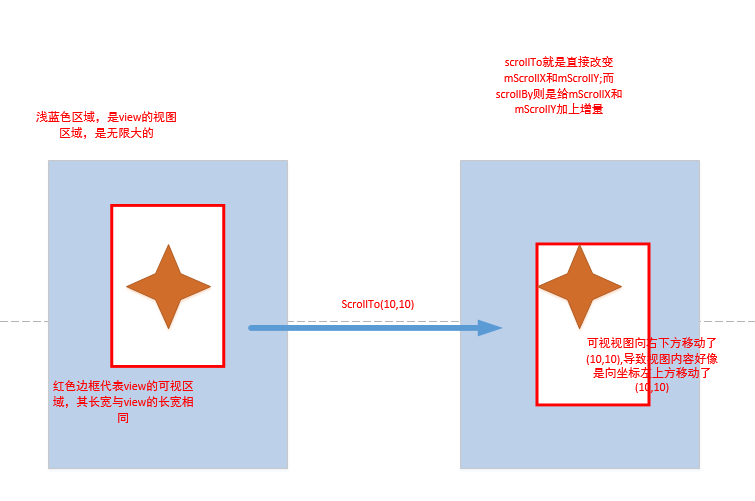 scrollTo就是直接改变
mScrollX和mScrollY;而
scrollBy则是给mScrollX和
mScrollY加上增量
浅蓝色区域，是view的视图
区域，是无限大的
ScrollTo(10,10)
可视视图向右下方移动了
(10,10),导致视图内容好像
是向坐标左上方移动了
(10,10)
红色边框代表view的可视区
域，其长宽与view的长宽相
同